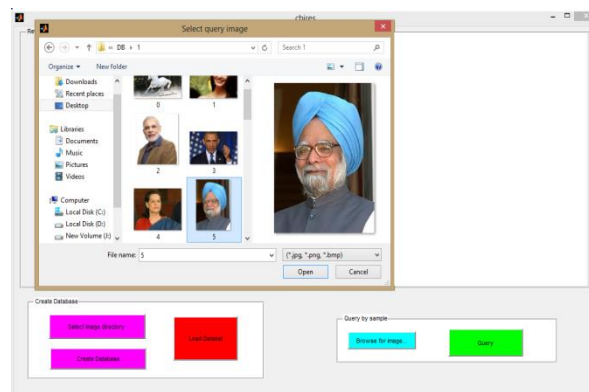 cbires
Select query image
DB 1
Search 1
Organize
New folder
Downloads
Recent places
Desktop
Libraries
Documents
Music
Pictures
Videos
Computer
Local Disk (C:)
Local Disk (D:)
New Volume (I:)
0 1
2 3
4 5
File name: 5
(*.jpg, *.png, *.bmp)
Open Cancel
Create Database
Select image directory
Create Database
Load Dataset
Query by sample
Browse for image...
Query